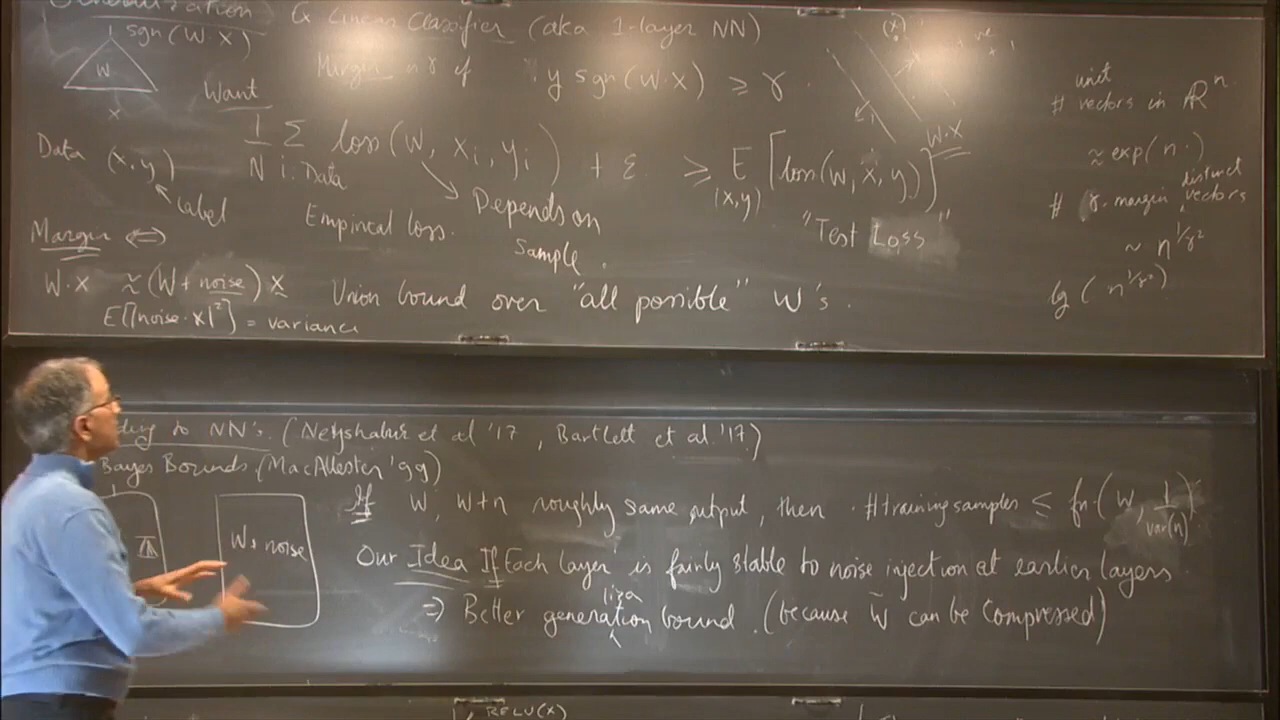 Generalization Ex Linear Classifier (aka 1-layer NN)
sgn(W·X)
W
X
Margin γ if y sgn(W·X) ≥ γ
Want
Data (x,y)
Label
1/N Σ i·Data loss(W, xi, yi) + ε ≥ E(x,y) [loss(W, x, y)]
Empirical loss.
Depends on
Sample.
"Test Loss"
W·X
unit
# vectors in ℝ^n
≈ exp(n·)
# γ-margin distinct vectors
~ n^{1/γ²}
lg(n^{1/γ²})
Margin ⇔
W·X ≈ (W+noise)X
E[|noise·X|²] = variance
Union bound over "all possible" W's.
to NN's. (Neyshabur et al '17, Bartlett et al. '17)
Bayes Bounds. (MacAllester '99)
W+noise
If W, W+n roughly same output, then #training samples ≤ fn·(W, 1/var(n))
Our Idea If Each layer is fairly stable to noise injection at earlier layers
⇒ Better generalization bound. (because W can be compressed)
RELU(x)